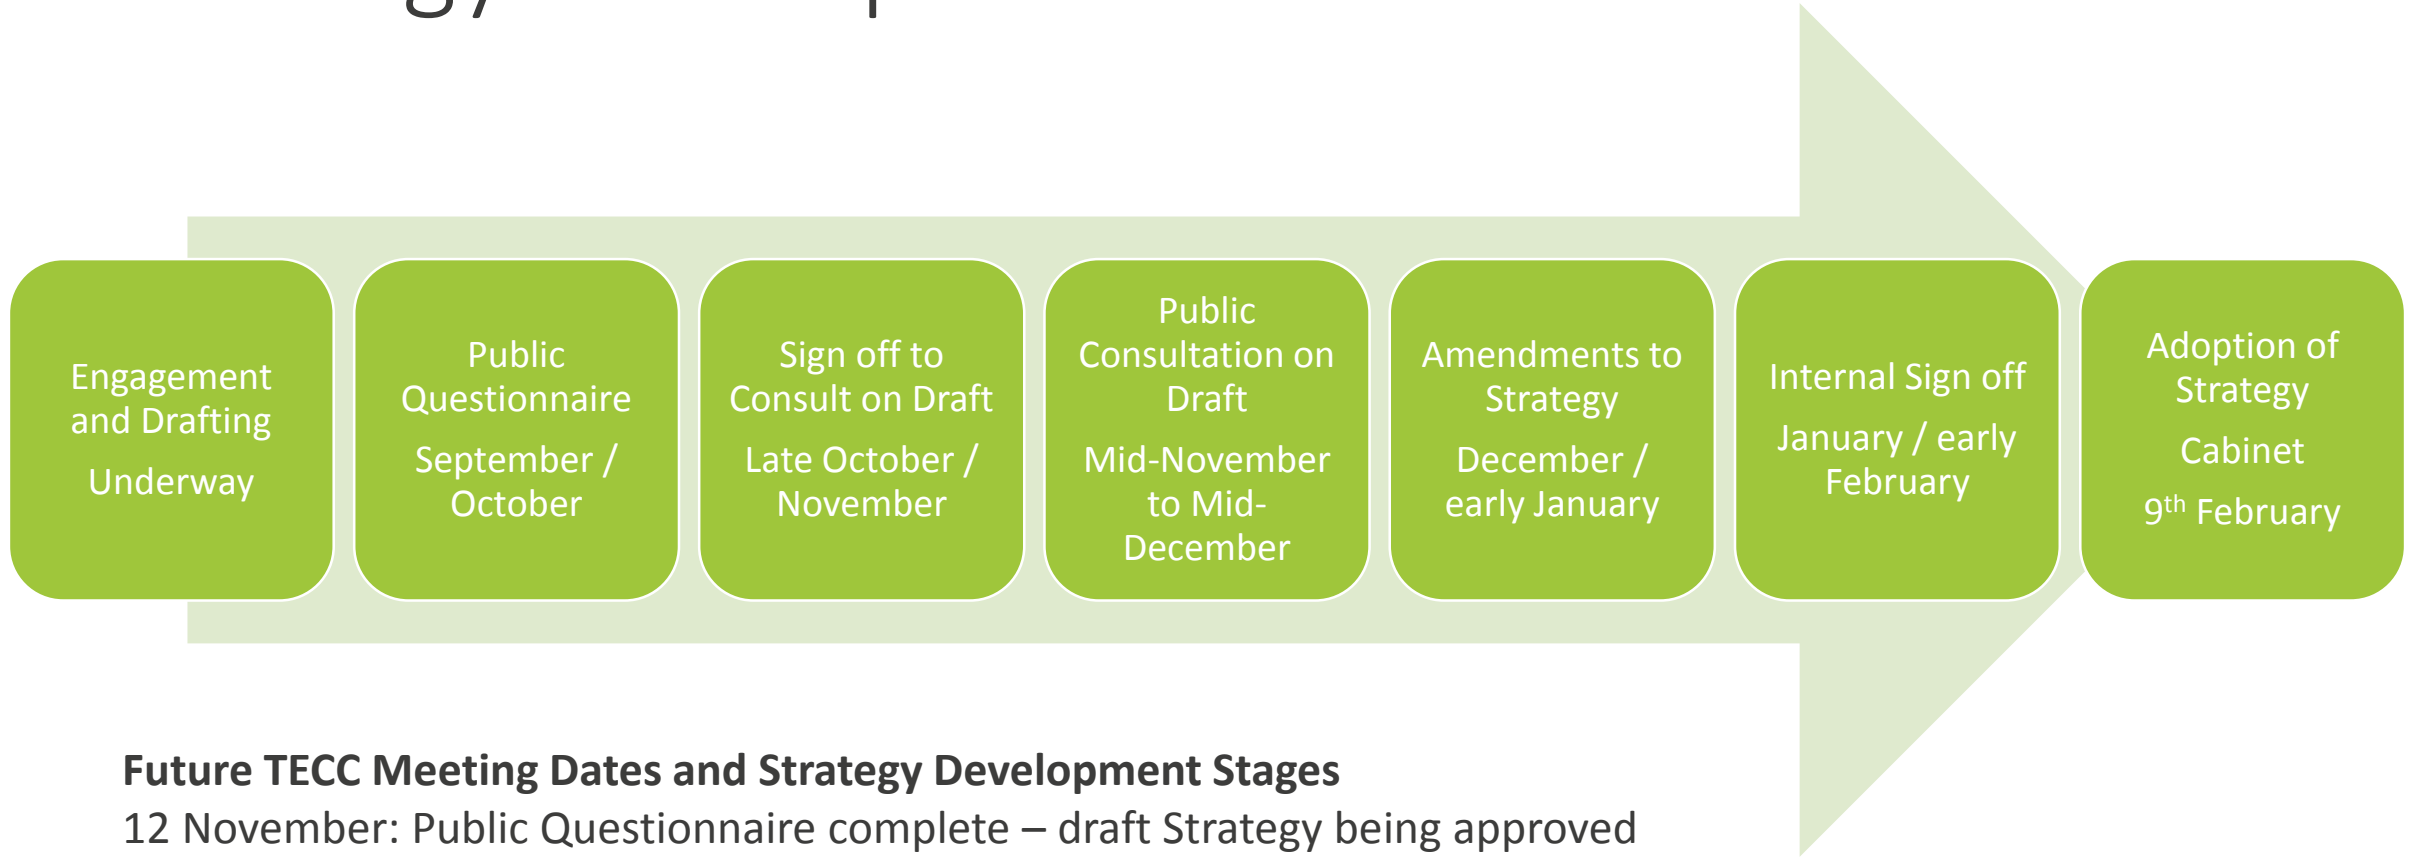 Engagement
and Drafting
Underway
Public
Questionnaire
September /
October
Sign off to
Consult on Draft
Late October /
November
Public
Consultation on
Draft
Mid-November
to Mid-
December
Amendments to
Strategy
December /
early January
Internal Sign off
January / early
February
Adoption of
Strategy
Cabinet
9th February
Future TECC Meeting Dates and Strategy Development Stages
12 November: Public Questionnaire complete – draft Strategy being approved